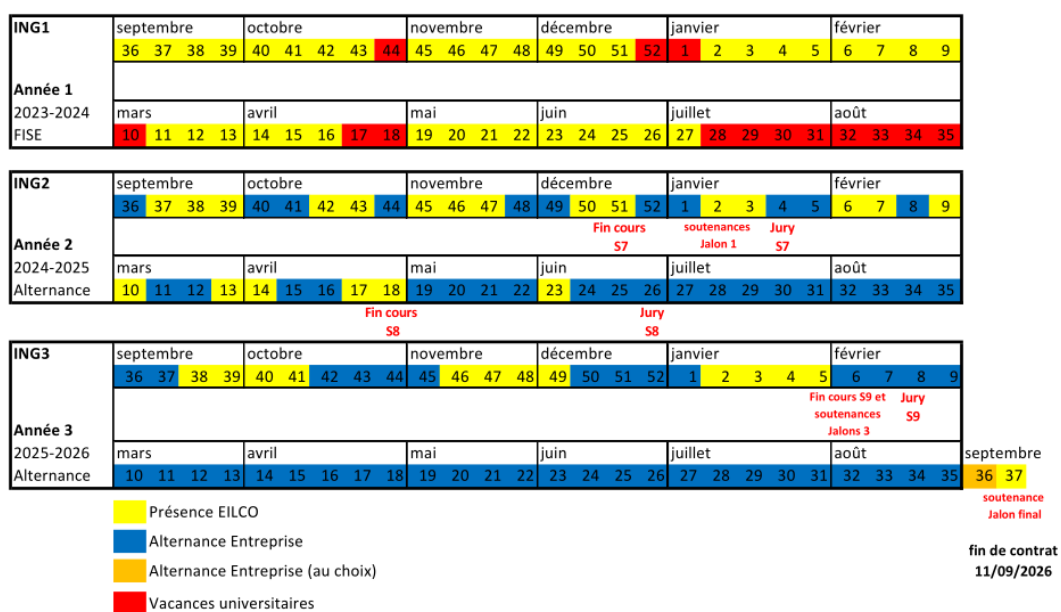 ING1 septembre octobre novembre décembre janvier février
36 37 38 39 40 41 42 43 44 45 46 47 48 49 50 51 52 1 2 3 4 5 6 7 8 9
Année 1
2023-2024 mars avril mai juin juillet août
FISE 10 11 12 13 14 15 16 17 18 19 20 21 22 23 24 25 26 27 28 29 30 31 32 33 34 35
ING2 septembre octobre novembre décembre janvier février
36 37 38 39 40 41 42 43 44 45 46 47 48 49 50 51 52 1 2 3 4 5 6 7 8 9
Fin cours soutenances Jury
Année 2 S7 Jalon 1 S7
2024-2025 mars avril mai juin juillet août
Alternance 10 11 12 13 14 15 16 17 18 19 20 21 22 23 24 25 26 27 28 29 30 31 32 33 34 35
Fin cours Jury
S8 S8
ING3 septembre octobre novembre décembre janvier février
36 37 38 39 40 41 42 43 44 45 46 47 48 49 50 51 52 1 2 3 4 5 6 7 8 9
Fin cours S9 et Jury
soutenances S9
Année 3 Jalons 3
2025-2026 mars avril mai juin juillet août septembre
Alternance 10 11 12 13 14 15 16 17 18 19 20 21 22 23 24 25 26 27 28 29 30 31 32 33 34 35 36 37
soutenance
Jalon final
Présence EILCO
Alternance Entreprise
fin de contrat
11/09/2026
Alternance Entreprise (au choix)
Vacances universitaires